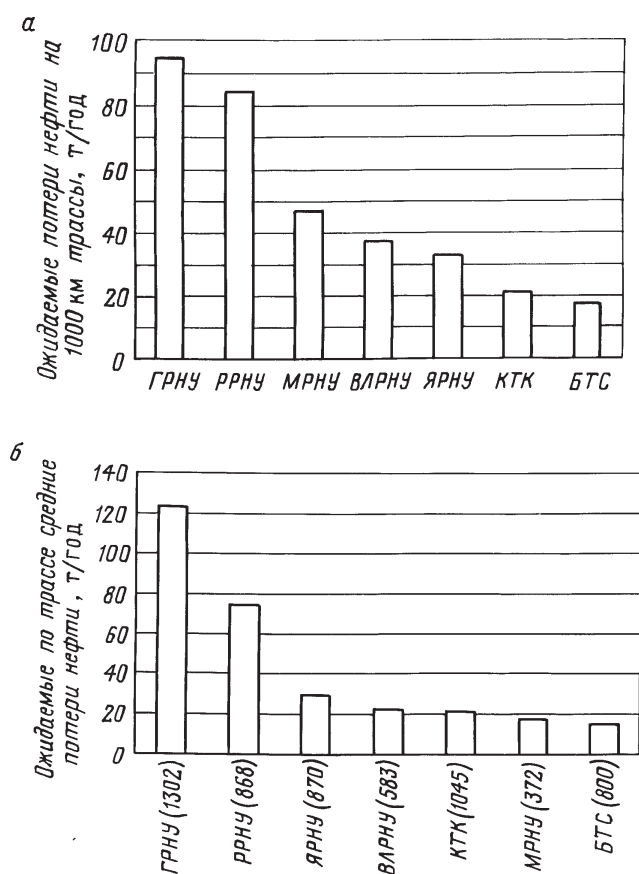 а
Ожидаемые потери нефти на
1000 км трассы, т/год
100
80
60
40
20
0
ГРНУ РРНУ МРНУ ВЛРНУ ЯРНУ КТК БТС
б
Ожидаемые по трассе средние
потери нефти, т/год
140
120
100
80
60
40
20
0
ГРНУ (1302)
РРНУ (868)
ЯРНУ (870)
ВЛРНУ (583)
КТК (1045)
МРНУ (372)
БТС (800)